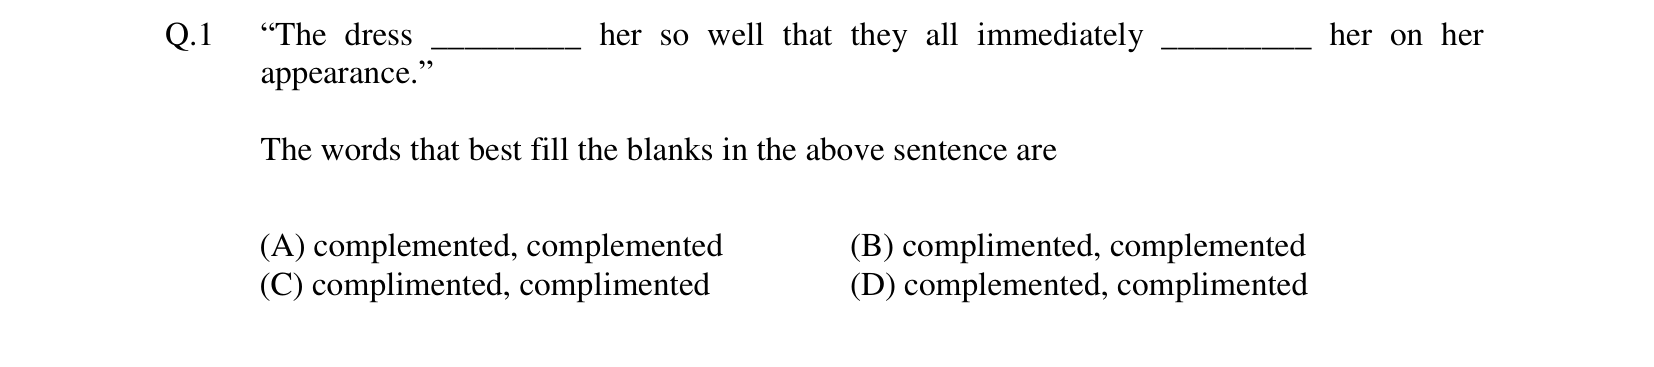 Q.1 “The dress _________ her so well that they all immediately _________ her on her
appearance.”
The words that best fill the blanks in the above sentence are
(A) complemented, complemented (B) complimented, complemented
(C) complimented, complimented (D) complemented, complimented